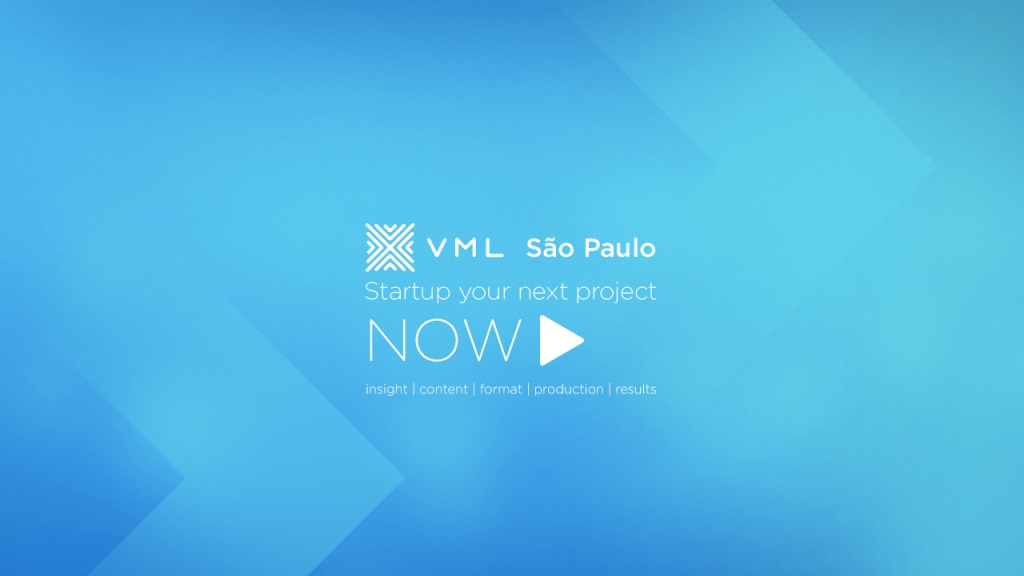 VML São Paulo
Startup your next project
NOW
insight | content | format | production | results